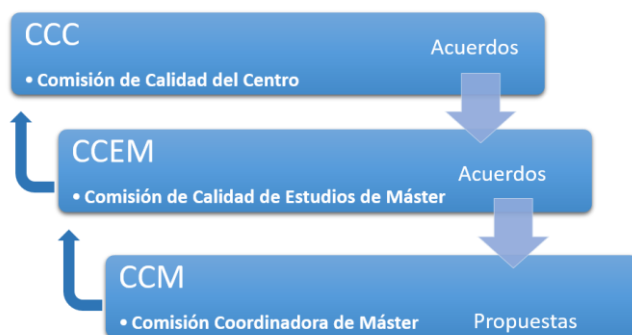 CCC
Acuerdos
• Comisión de Calidad del Centro
CCEM
Acuerdos
• Comisión de Calidad de Estudios de Máster
CCM
• Comisión Coordinadora de Máster
Propuestas